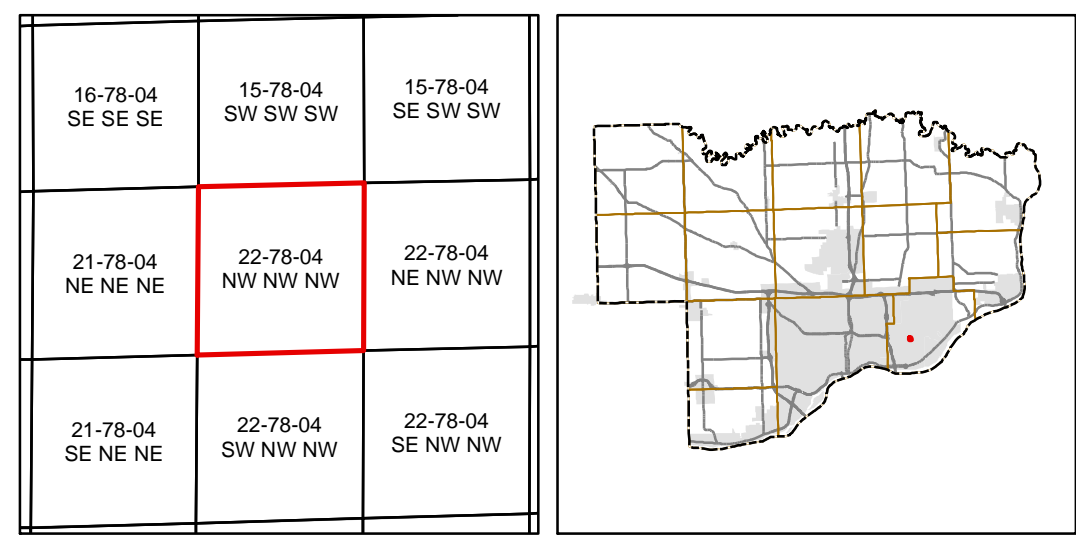 16-78-04
SE SE SE
15-78-04
SW SW SW
15-78-04
SE SW SW
21-78-04
NE NE NE
22-78-04
NW NW NW
22-78-04
NE NW NW
21-78-04
SE NE NE
22-78-04
SW NW NW
22-78-04
SE NW NW